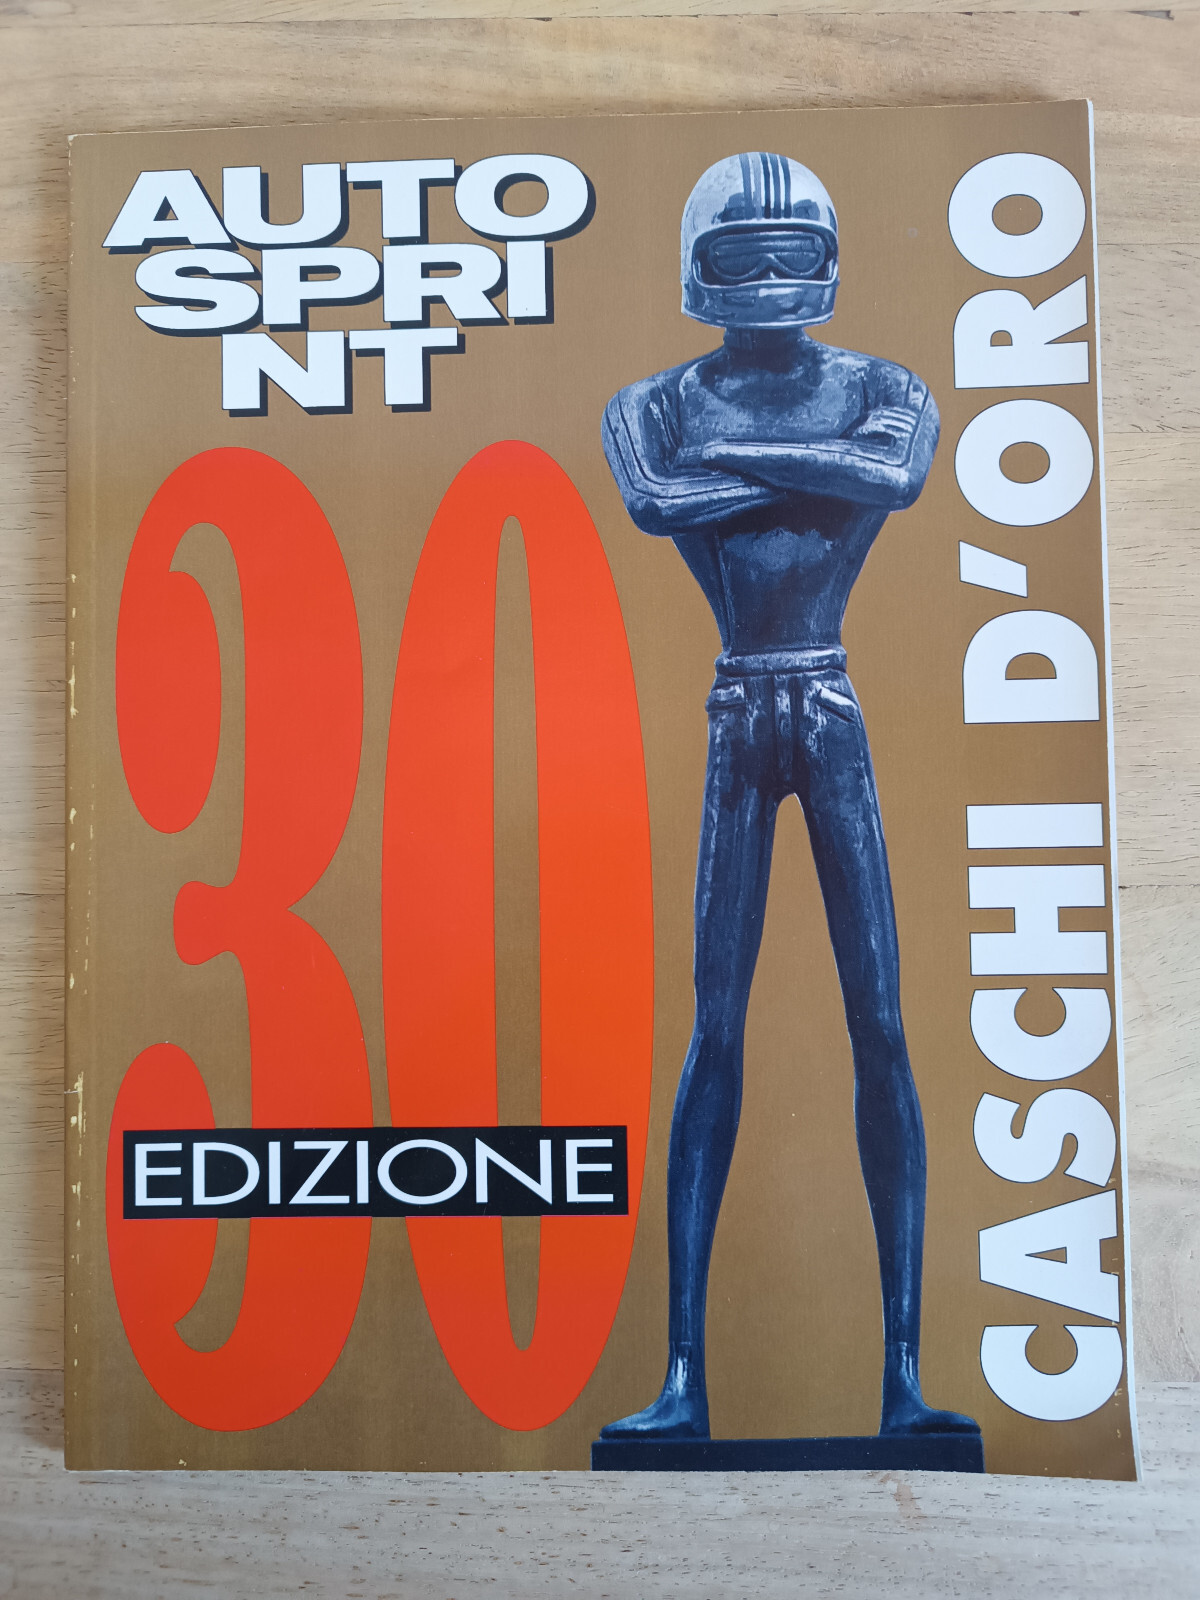 AUTO
SPRI
NT
30
EDIZIONE
CASCHI D'ORO